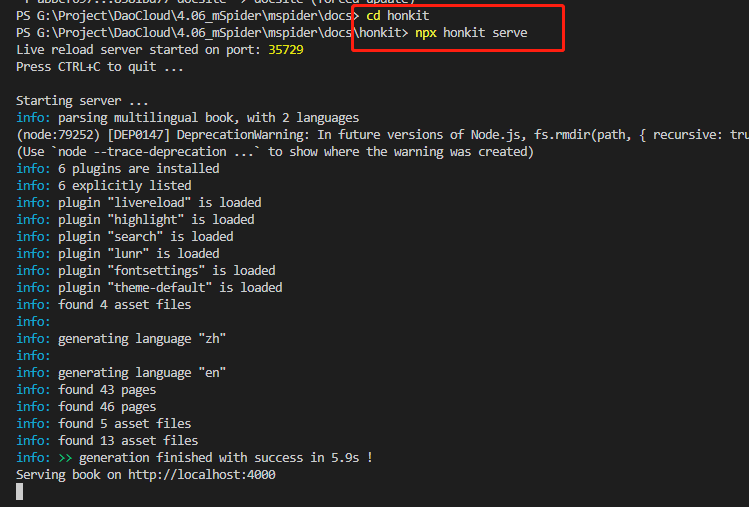 PS G:\Project\DaoCloud\4.06_mSpider\mspider\docs> cd honkit
PS G:\Project\DaoCloud\4.06_mSpider\mspider\docs\honkit> npx honkit serve
Live reload server started on port: 35729
Press CTRL+C to quit ...
Starting server ...
info: parsing multilingual book, with 2 languages
(node:79252) [DEP0147] DeprecationWarning: In future versions of Node.js, fs.rmdir(path, { recursive: tru
(Use `node --trace-deprecation ...` to show where the warning was created)
info: 6 plugins are installed
info: 6 explicitly listed
info: plugin "livereload" is loaded
info: plugin "highlight" is loaded
info: plugin "search" is loaded
info: plugin "lunr" is loaded
info: plugin "fontsettings" is loaded
info: plugin "theme-default" is loaded
info: found 4 asset files
info:
info: generating language "zh"
info:
info: generating language "en"
info: found 43 pages
info: found 46 pages
info: found 5 asset files
info: found 13 asset files
info: >> generation finished with success in 5.9s !
Serving book on http://localhost:4000